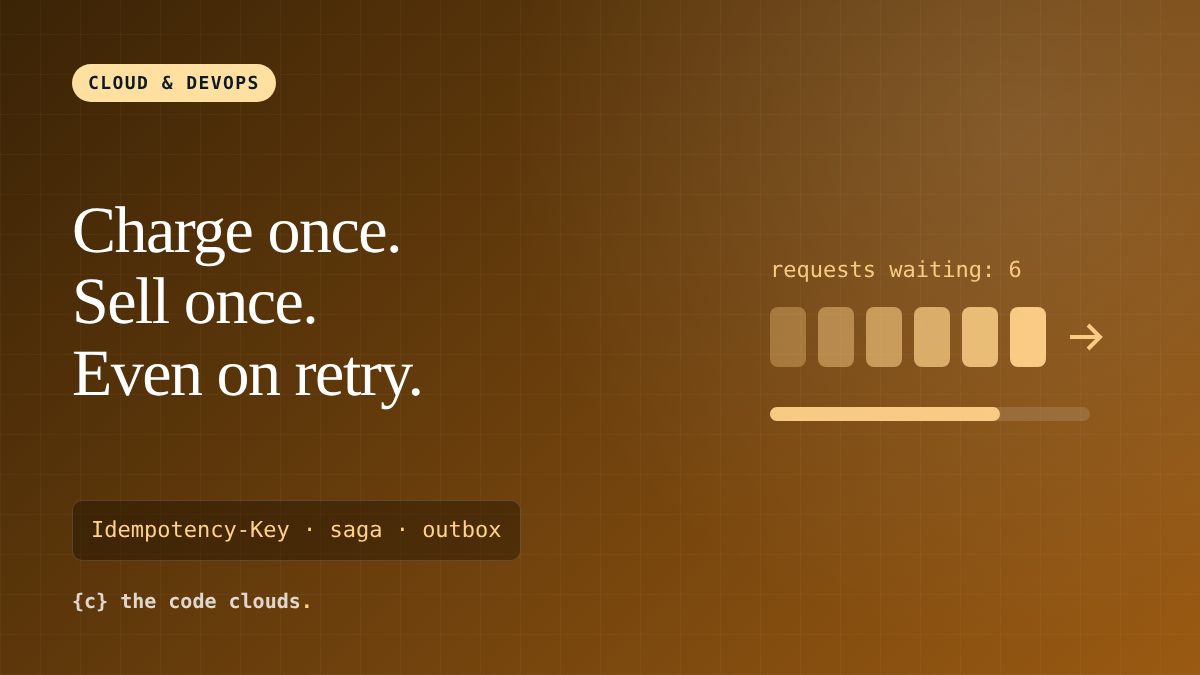 CLOUD & DEVOPS
Charge once.
Sell once.
Even on retry.
requests waiting: 6
Idempotency-Key · saga · outbox
{c} the code clouds.